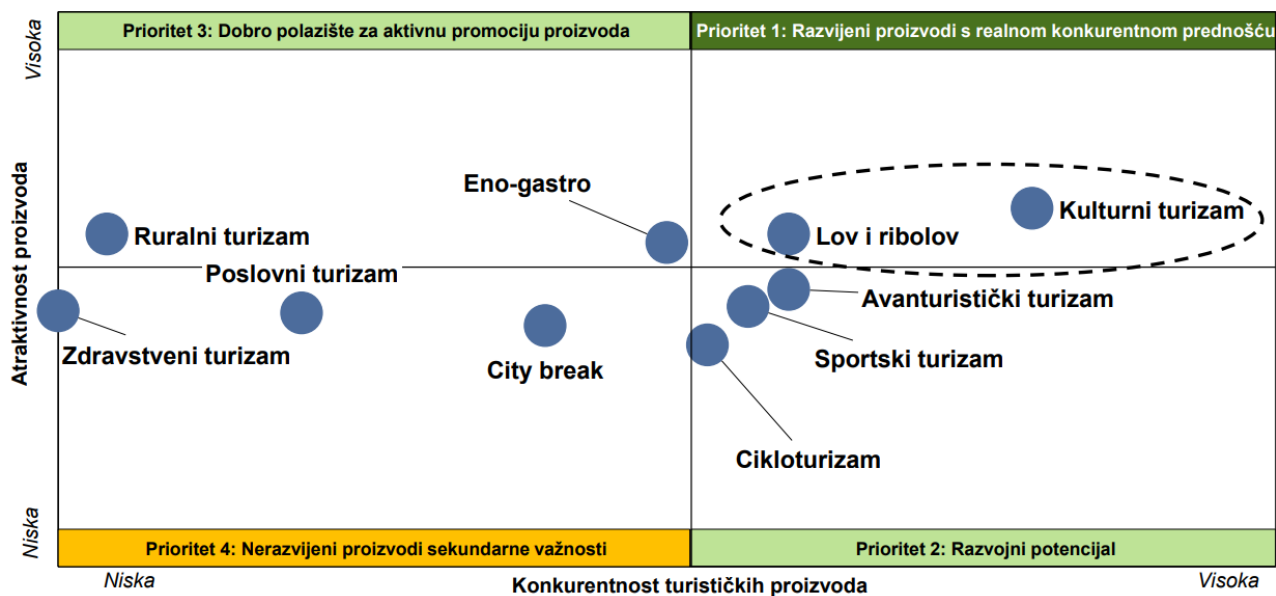 Prioritet 3: Dobro polazište za aktivnu promociju proizvoda
Prioritet 1: Razvijeni proizvodi s realnom konkurentnom prednošću
Visoka
Atraktivnost proizvoda
Niska
Eno-gastro
Kulturni turizam
Ruralni turizam
Lov i ribolov
Poslovni turizam
Avanturistički turizam
Zdravstveni turizam
Sportski turizam
City break
Cikloturizam
Prioritet 4: Nerazvijeni proizvodi sekundarne važnosti
Prioritet 2: Razvojni potencijal
Niska
Konkurentnost turističkih proizvoda
Visoka